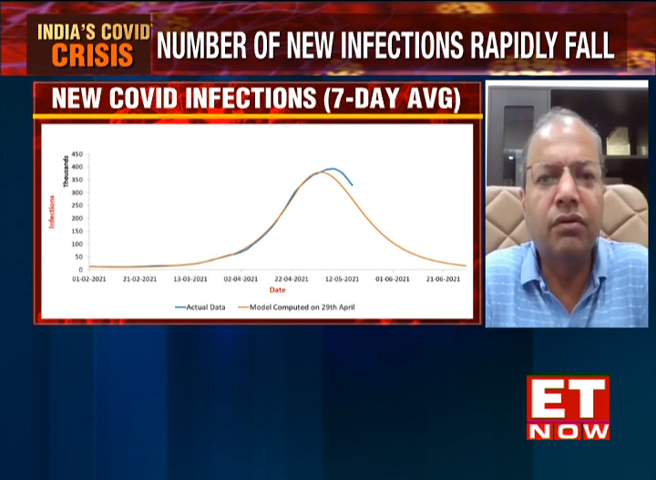 INDIA'S COVID
CRISIS
NUMBER OF NEW INFECTIONS RAPIDLY FALL
NEW COVID INFECTIONS (7-DAY AVG)
Thousands
Infections
450
400
350
300
250
200
150
100
50
0
01-02-2021
21-02-2021
13-03-2021
02-04-2021
22-04-2021
12-05-2021
01-06-2021
21-06-2021
Date
Actual Data
Model Computed on 29th April
ET
NOW